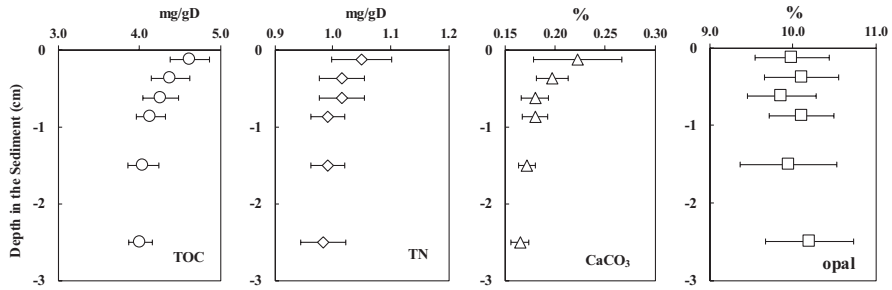 mg/gD mg/gD % %
3.0 4.0 5.0 0.9 1.0 1.1 1.2 0.15 0.20 0.25 0.30 9.0 10.0 11.0
0 0 0 0
-1 -1 -1 -1
-2 -2 -2 -2
-3 -3 -3 -3
Depth in the Sediment (cm)
TOC TN CaCO₃ opal